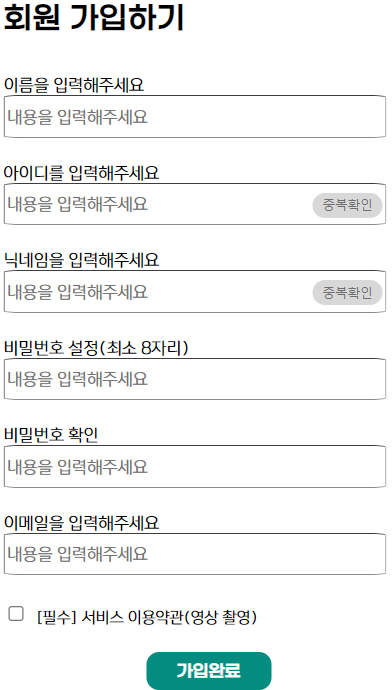 회원 가입하기
이름을 입력해주세요
내용을 입력해주세요
아이디를 입력해주세요
내용을 입력해주세요 중복확인
닉네임을 입력해주세요
내용을 입력해주세요 중복확인
비밀번호 설정(최소 8자리)
내용을 입력해주세요
비밀번호 확인
내용을 입력해주세요
이메일을 입력해주세요
내용을 입력해주세요
[필수] 서비스 이용약관(영상 촬영)
가입완료